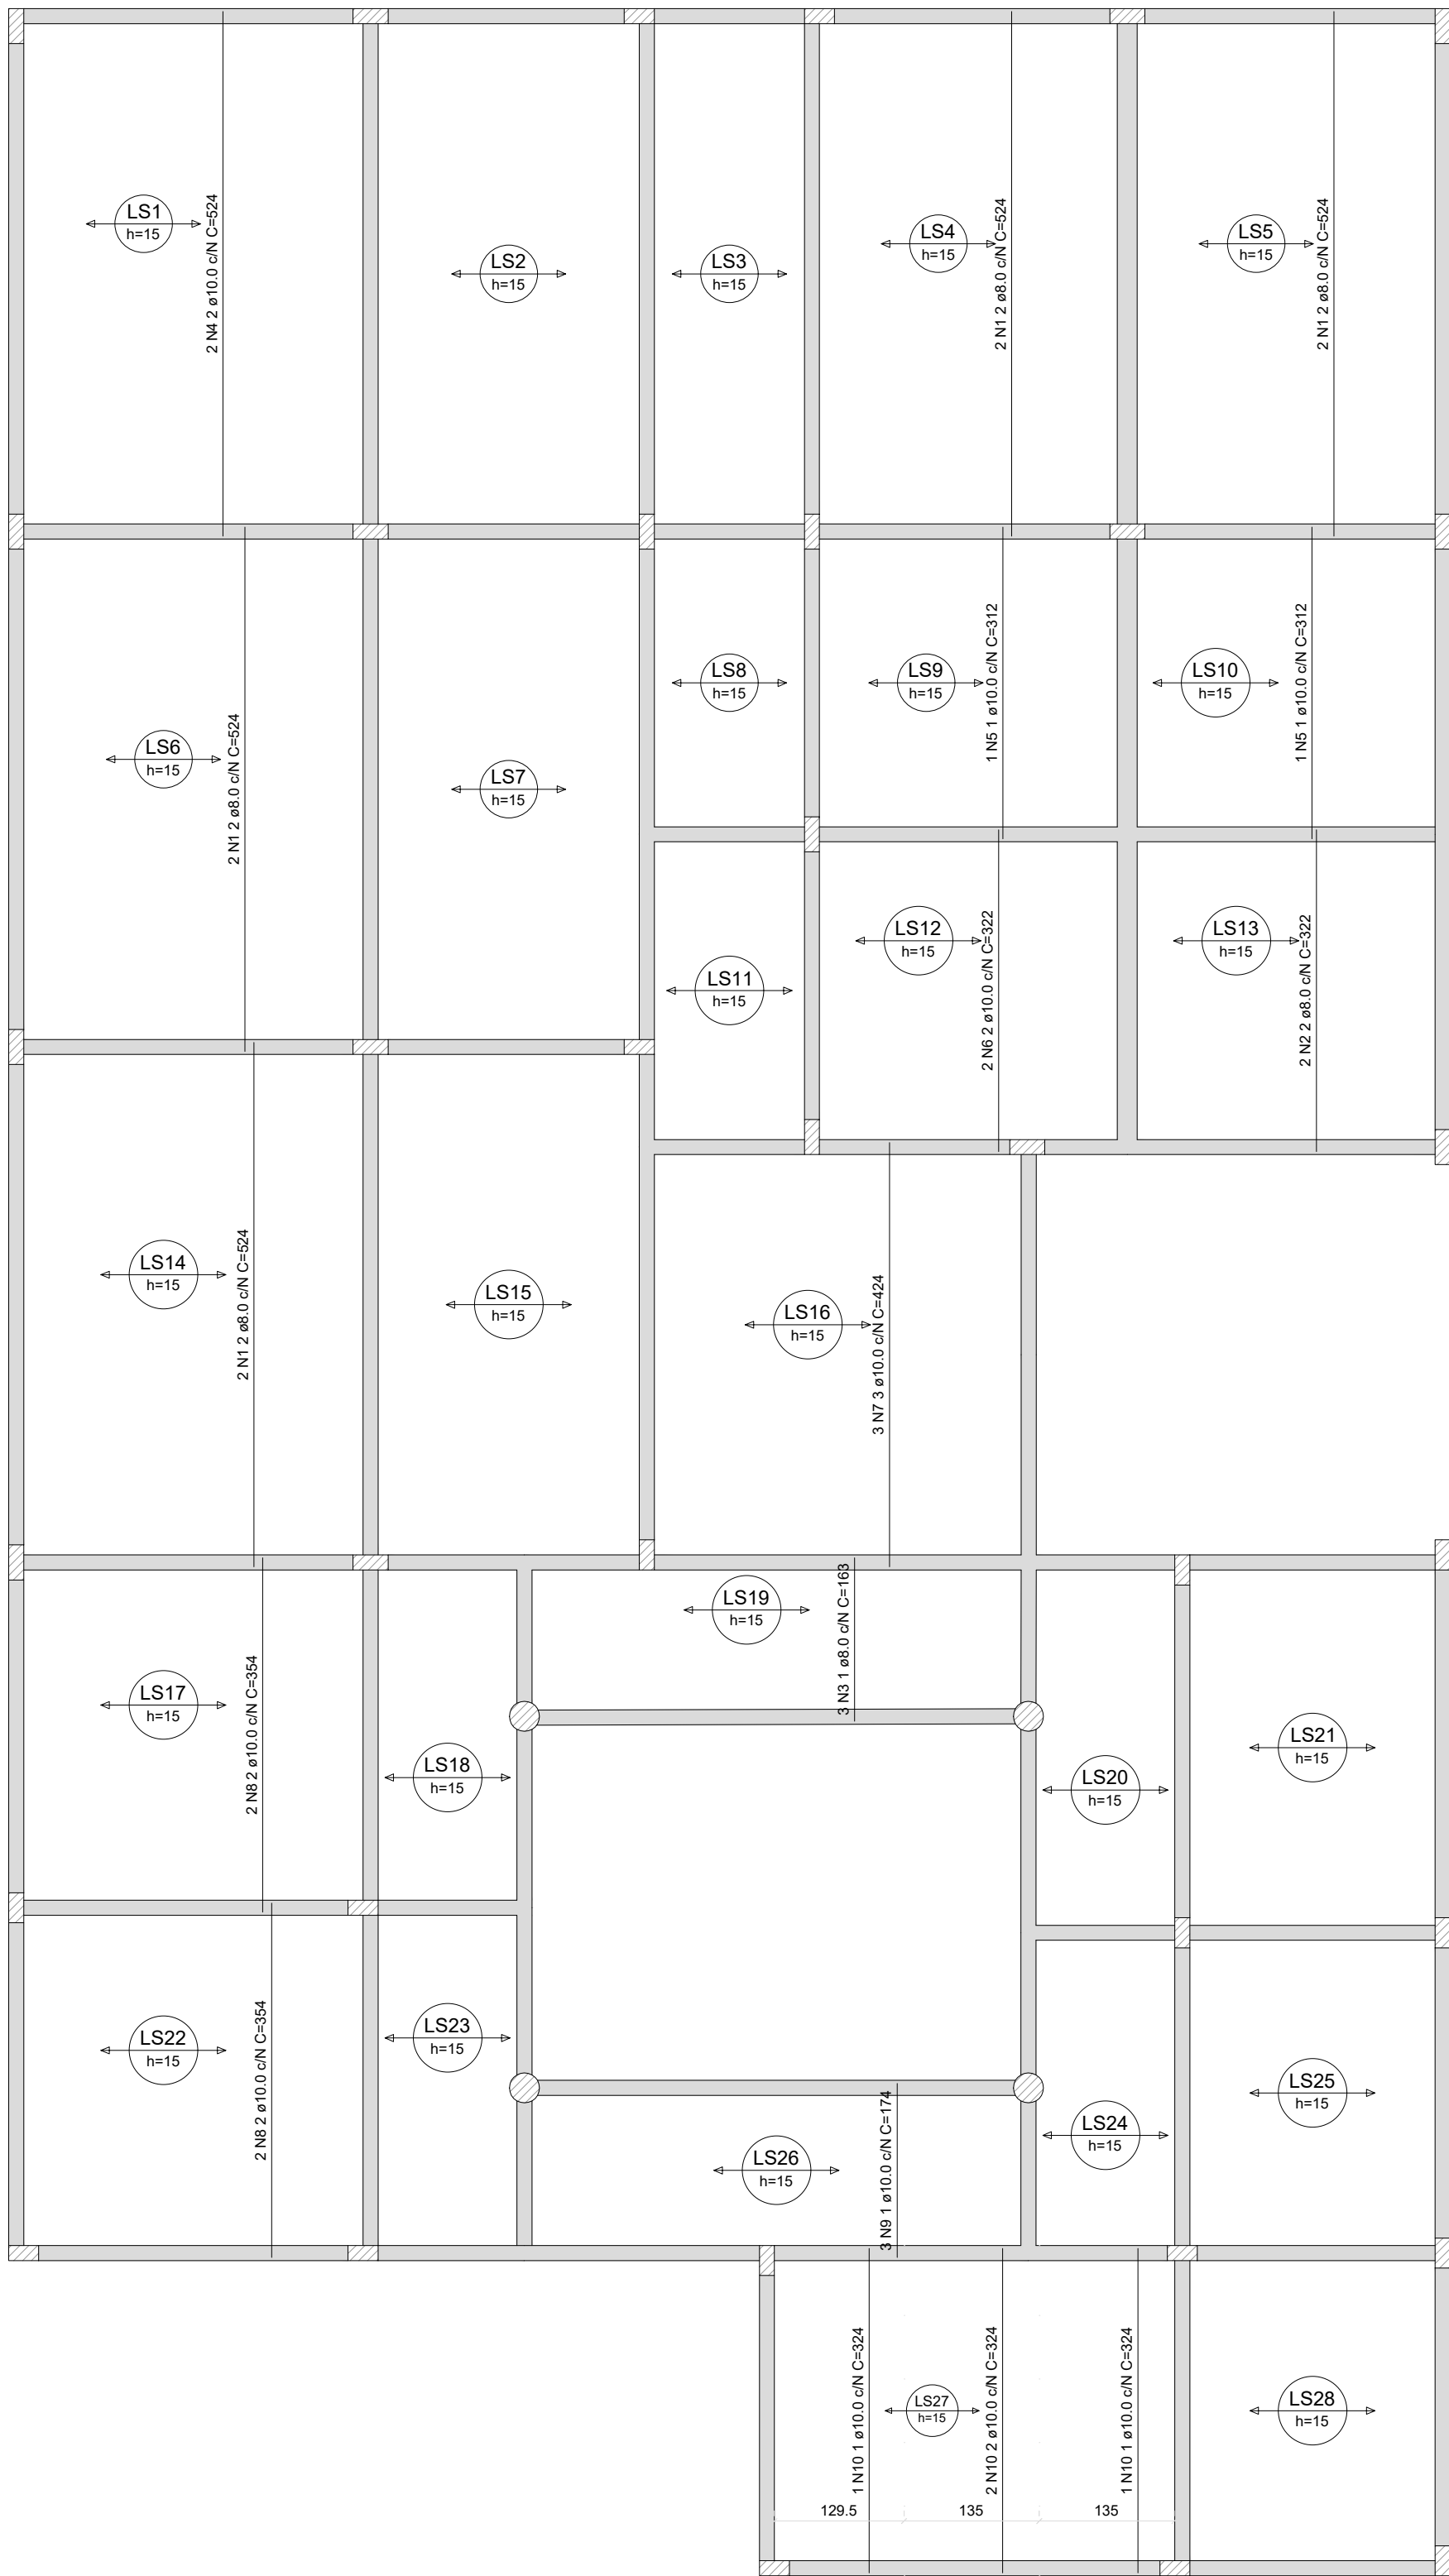 LS1
h=15
2 N4 2 ø10.0 c/N C=524
LS2
h=15
LS3
h=15
LS4
h=15
2 N1 2 ø8.0 c/N C=524
LS5
h=15
2 N1 2 ø8.0 c/N C=524
LS6
h=15
2 N1 2 ø8.0 c/N C=524
LS7
h=15
LS8
h=15
LS9
h=15
1 N5 1 ø10.0 c/N C=312
LS10
h=15
1 N5 1 ø10.0 c/N C=312
LS11
h=15
LS12
h=15
2 N6 2 ø10.0 c/N C=322
LS13
h=15
2 N2 2 ø8.0 c/N C=322
LS14
h=15
2 N1 2 ø8.0 c/N C=524
LS15
h=15
LS16
h=15
3 N7 3 ø10.0 c/N C=424
LS17
h=15
2 N8 2 ø10.0 c/N C=354
LS18
h=15
LS19
h=15
3 N3 1 ø8.0 c/N C=163
LS20
h=15
LS21
h=15
LS22
h=15
2 N8 2 ø10.0 c/N C=354
LS23
h=15
LS24
h=15
LS25
h=15
LS26
h=15
3 N9 1 ø10.0 c/N C=174
1 N10 1 ø10.0 c/N C=324
LS27
h=15
2 N10 2 ø10.0 c/N C=324
1 N10 1 ø10.0 c/N C=324
LS28
h=15
129.5
135
135